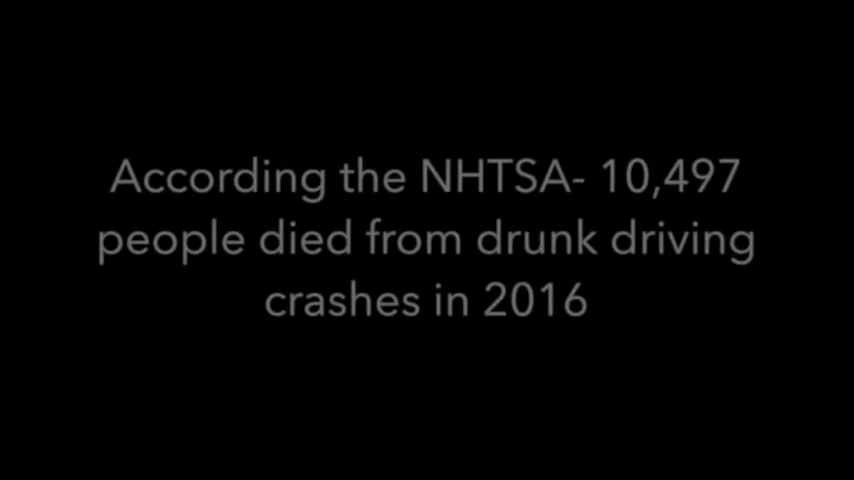 According the NHTSA- 10,497
people died from drunk driving
crashes in 2016